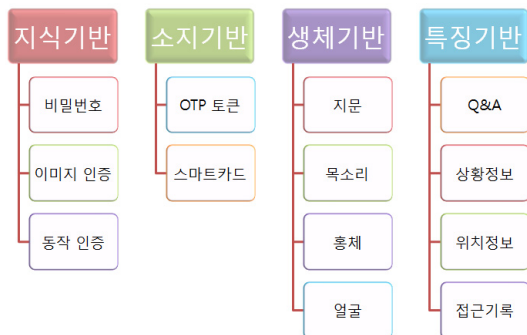 지식기반
비밀번호
이미지 인증
동작 인증
소지기반
OTP 토큰
스마트카드
생체기반
지문
목소리
홍체
얼굴
특징기반
Q&A
상황정보
위치정보
접근기록